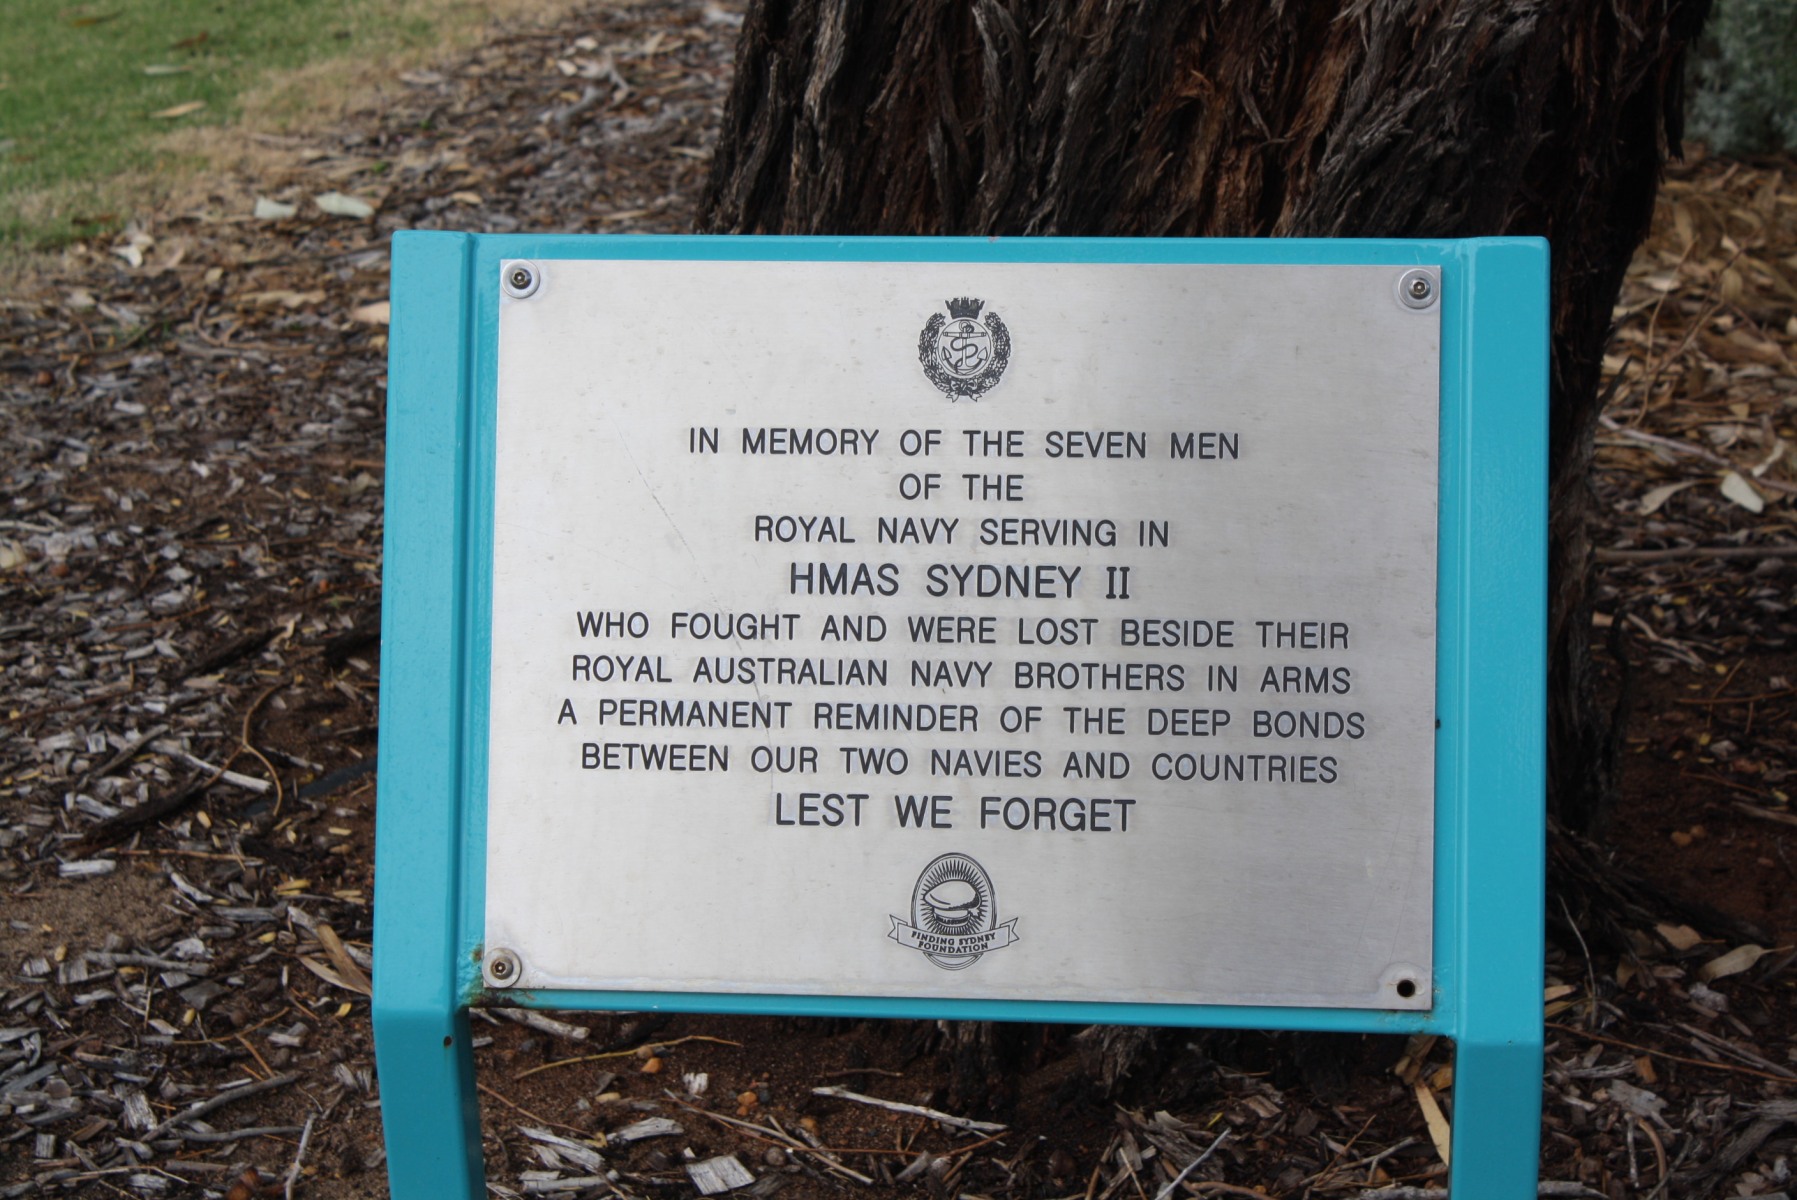 IN MEMORY OF THE SEVEN MEN
OF THE
ROYAL NAVY SERVING IN
HMAS SYDNEY II
WHO FOUGHT AND WERE LOST BESIDE THEIR
ROYAL AUSTRALIAN NAVY BROTHERS IN ARMS
A PERMANENT REMINDER OF THE DEEP BONDS
BETWEEN OUR TWO NAVIES AND COUNTRIES
LEST WE FORGET
FINDING SYDNEY
FOUNDATION